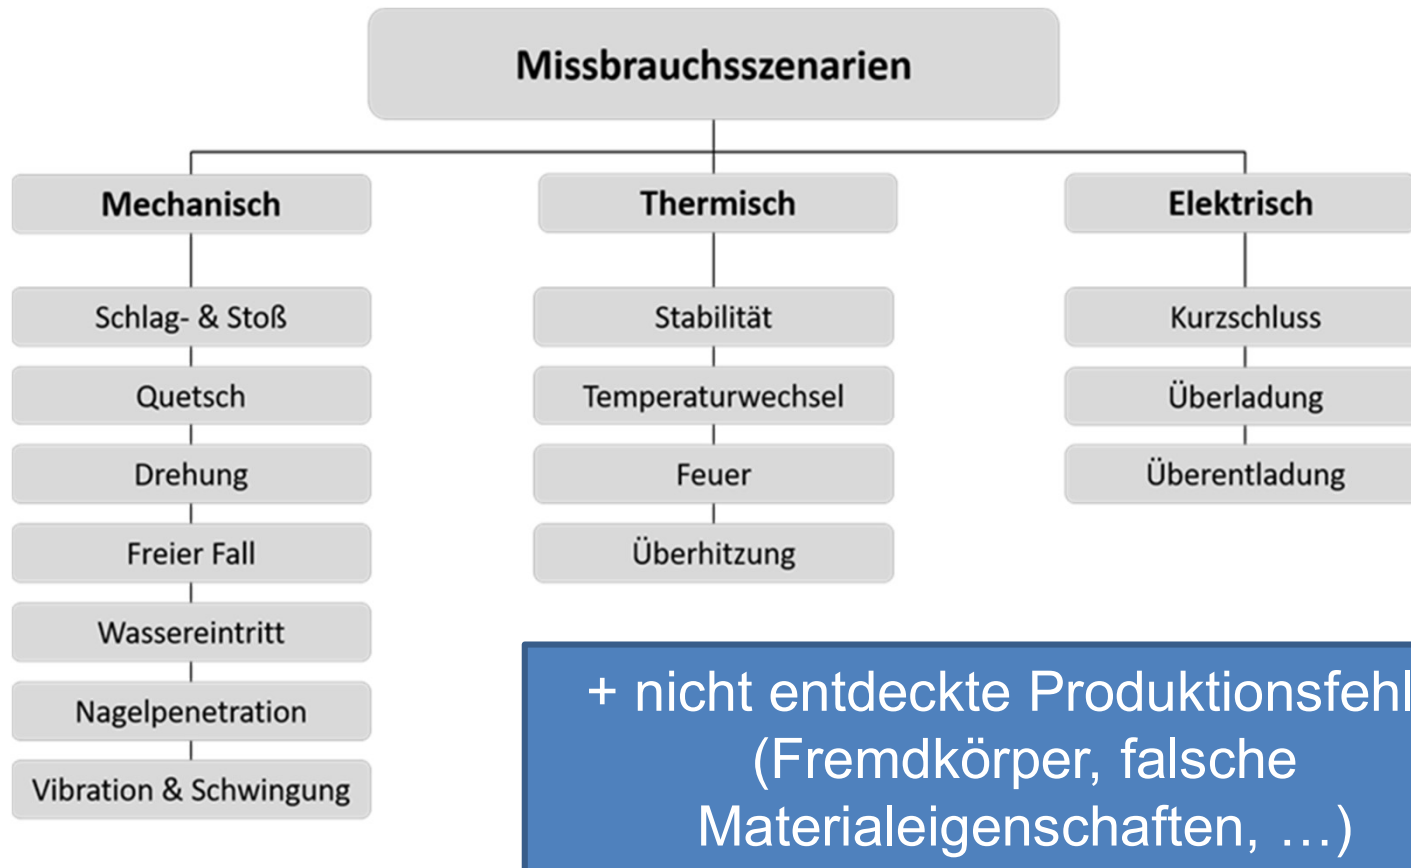 Missbrauchsszenarien
Mechanisch
Schlag- & Stoß
Quetsch
Drehung
Freier Fall
Wassereintritt
Nagelpenetration
Vibration & Schwingung
Thermisch
Stabilität
Temperaturwechsel
Feuer
Überhitzung
Elektrisch
Kurzschluss
Überladung
Überentladung
+ nicht entdeckte Produktionsfehl
(Fremdkörper, falsche
Materialeigenschaften, …)